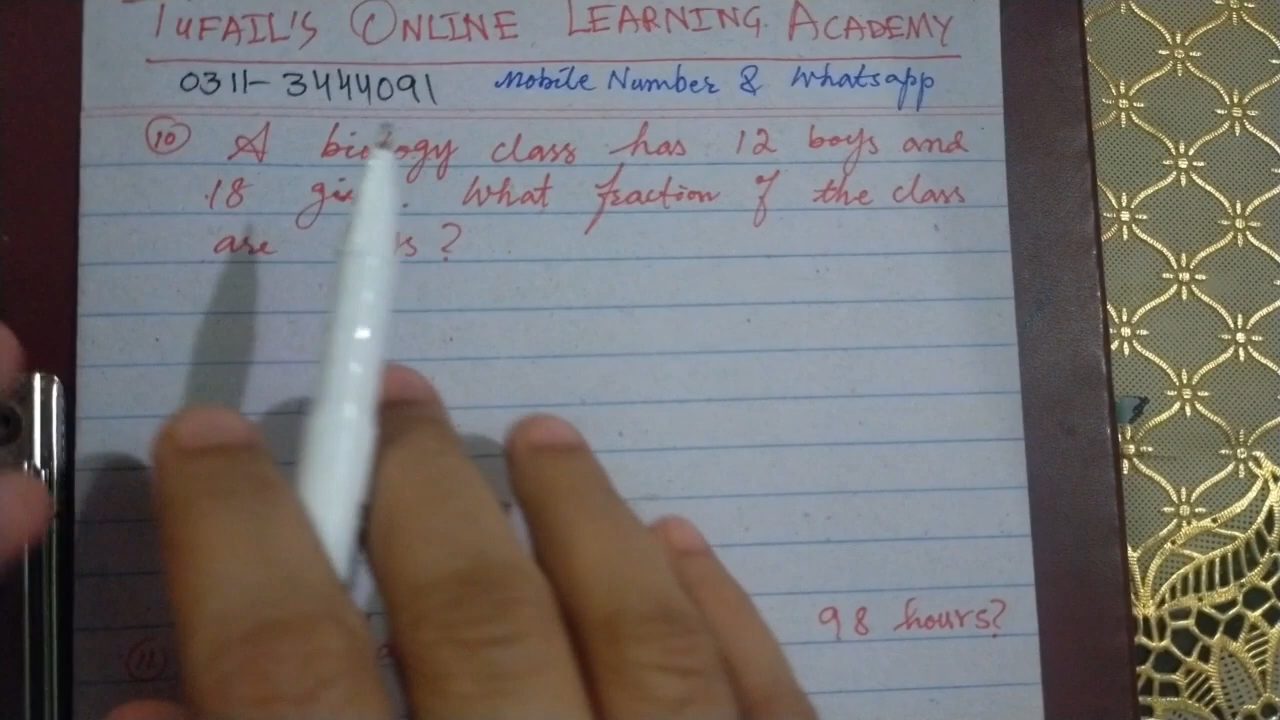 TUFAIL'S ONLINE LEARNING ACADEMY
0311-3444091 Mobile Number & Whatsapp
10 A biology class has 12 boys and
18 . What fraction of the class
are ?
98 hours?
11